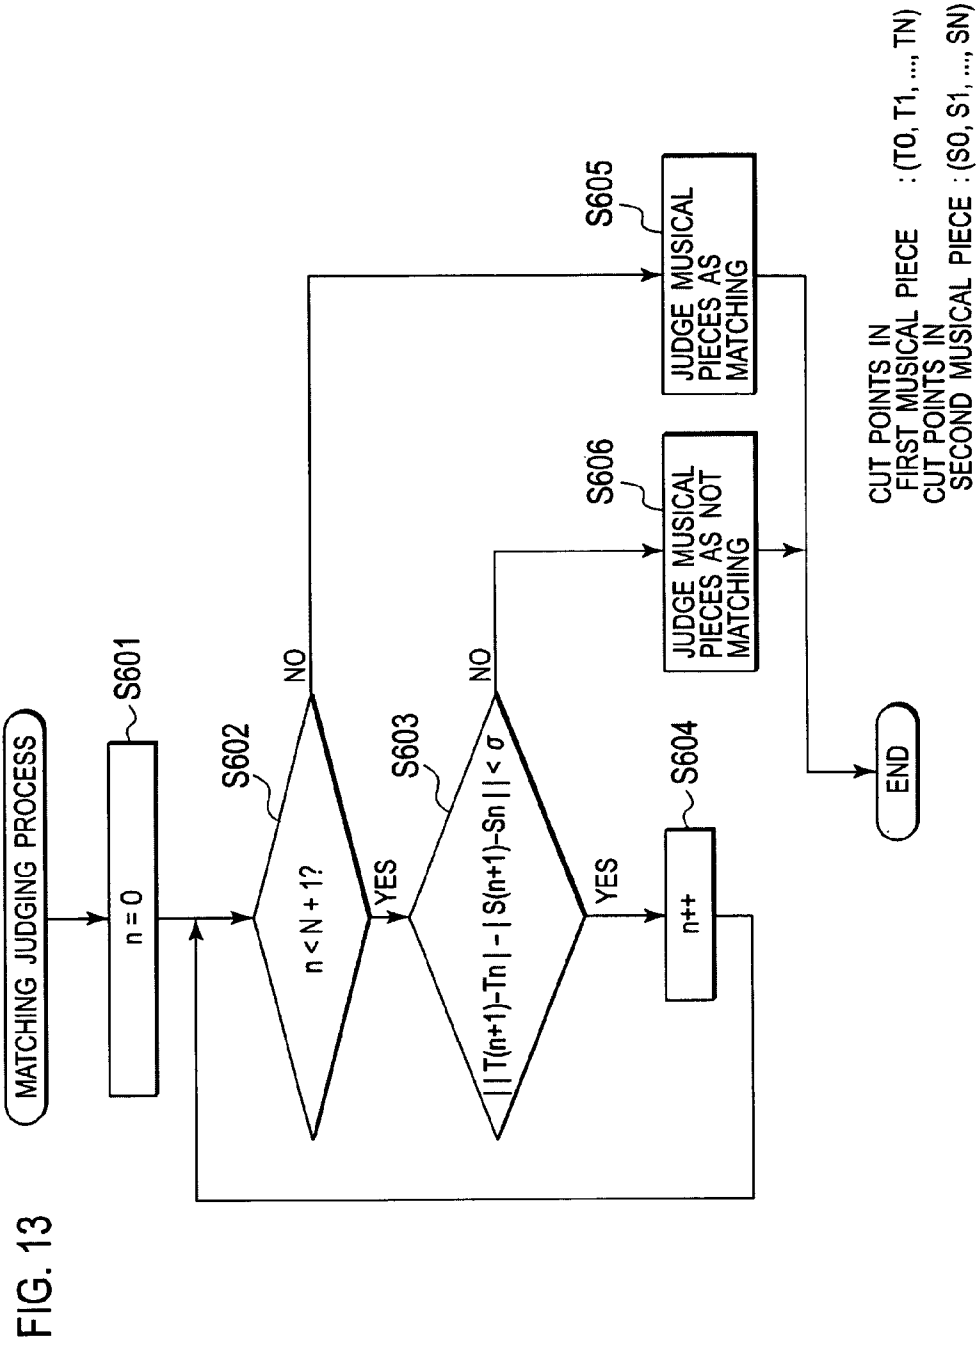 FIG. 13
MATCHING JUDGING PROCESS
S601
n = 0
S602
n < N + 1?
NO
YES
S603
| | T(n+1)–Tn | – | S(n+1)–Sn | | < σ
NO
YES
S604
n++
S606
JUDGE MUSICAL
PIECES AS NOT
MATCHING
S605
JUDGE MUSICAL
PIECES AS
MATCHING
END
CUT POINTS IN
FIRST MUSICAL PIECE : (T0, T1, ..., TN)
CUT POINTS IN
SECOND MUSICAL PIECE : (S0, S1, ..., SN)